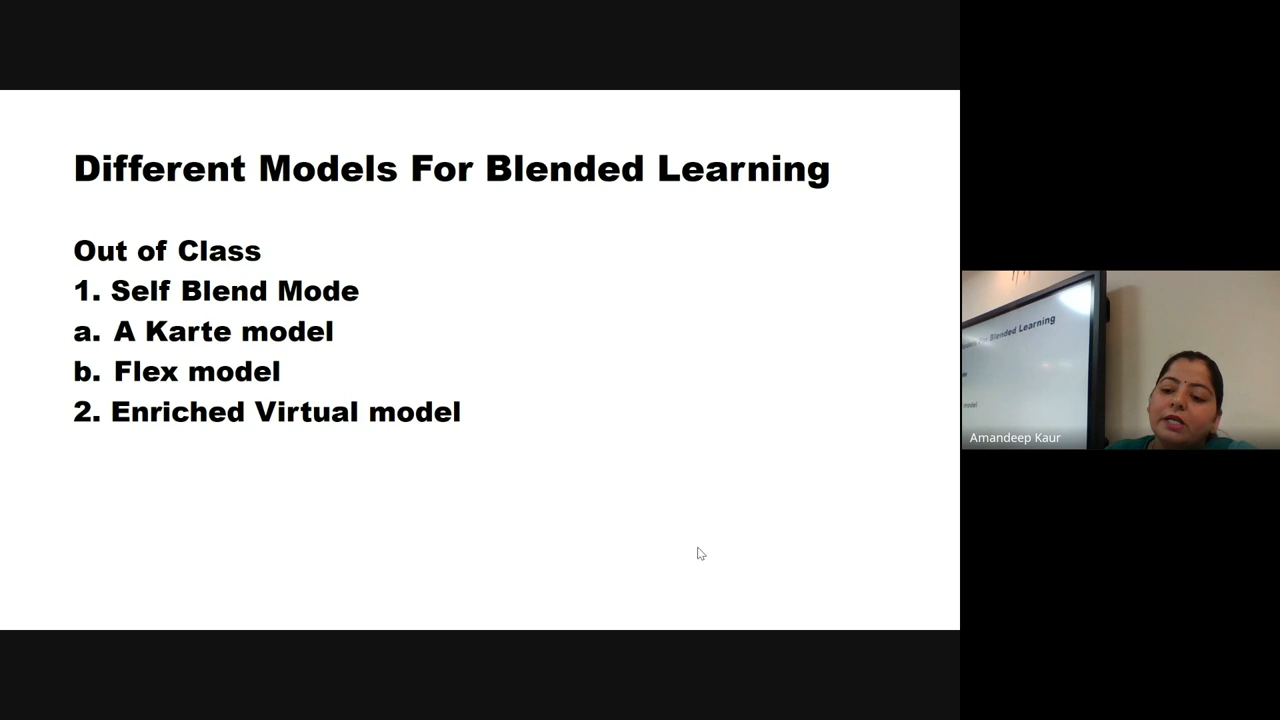 Different Models For Blended Learning
Out of Class
1. Self Blend Mode
a. A Karte model
b. Flex model
2. Enriched Virtual model
Blended Learning
model
Amandeep Kaur